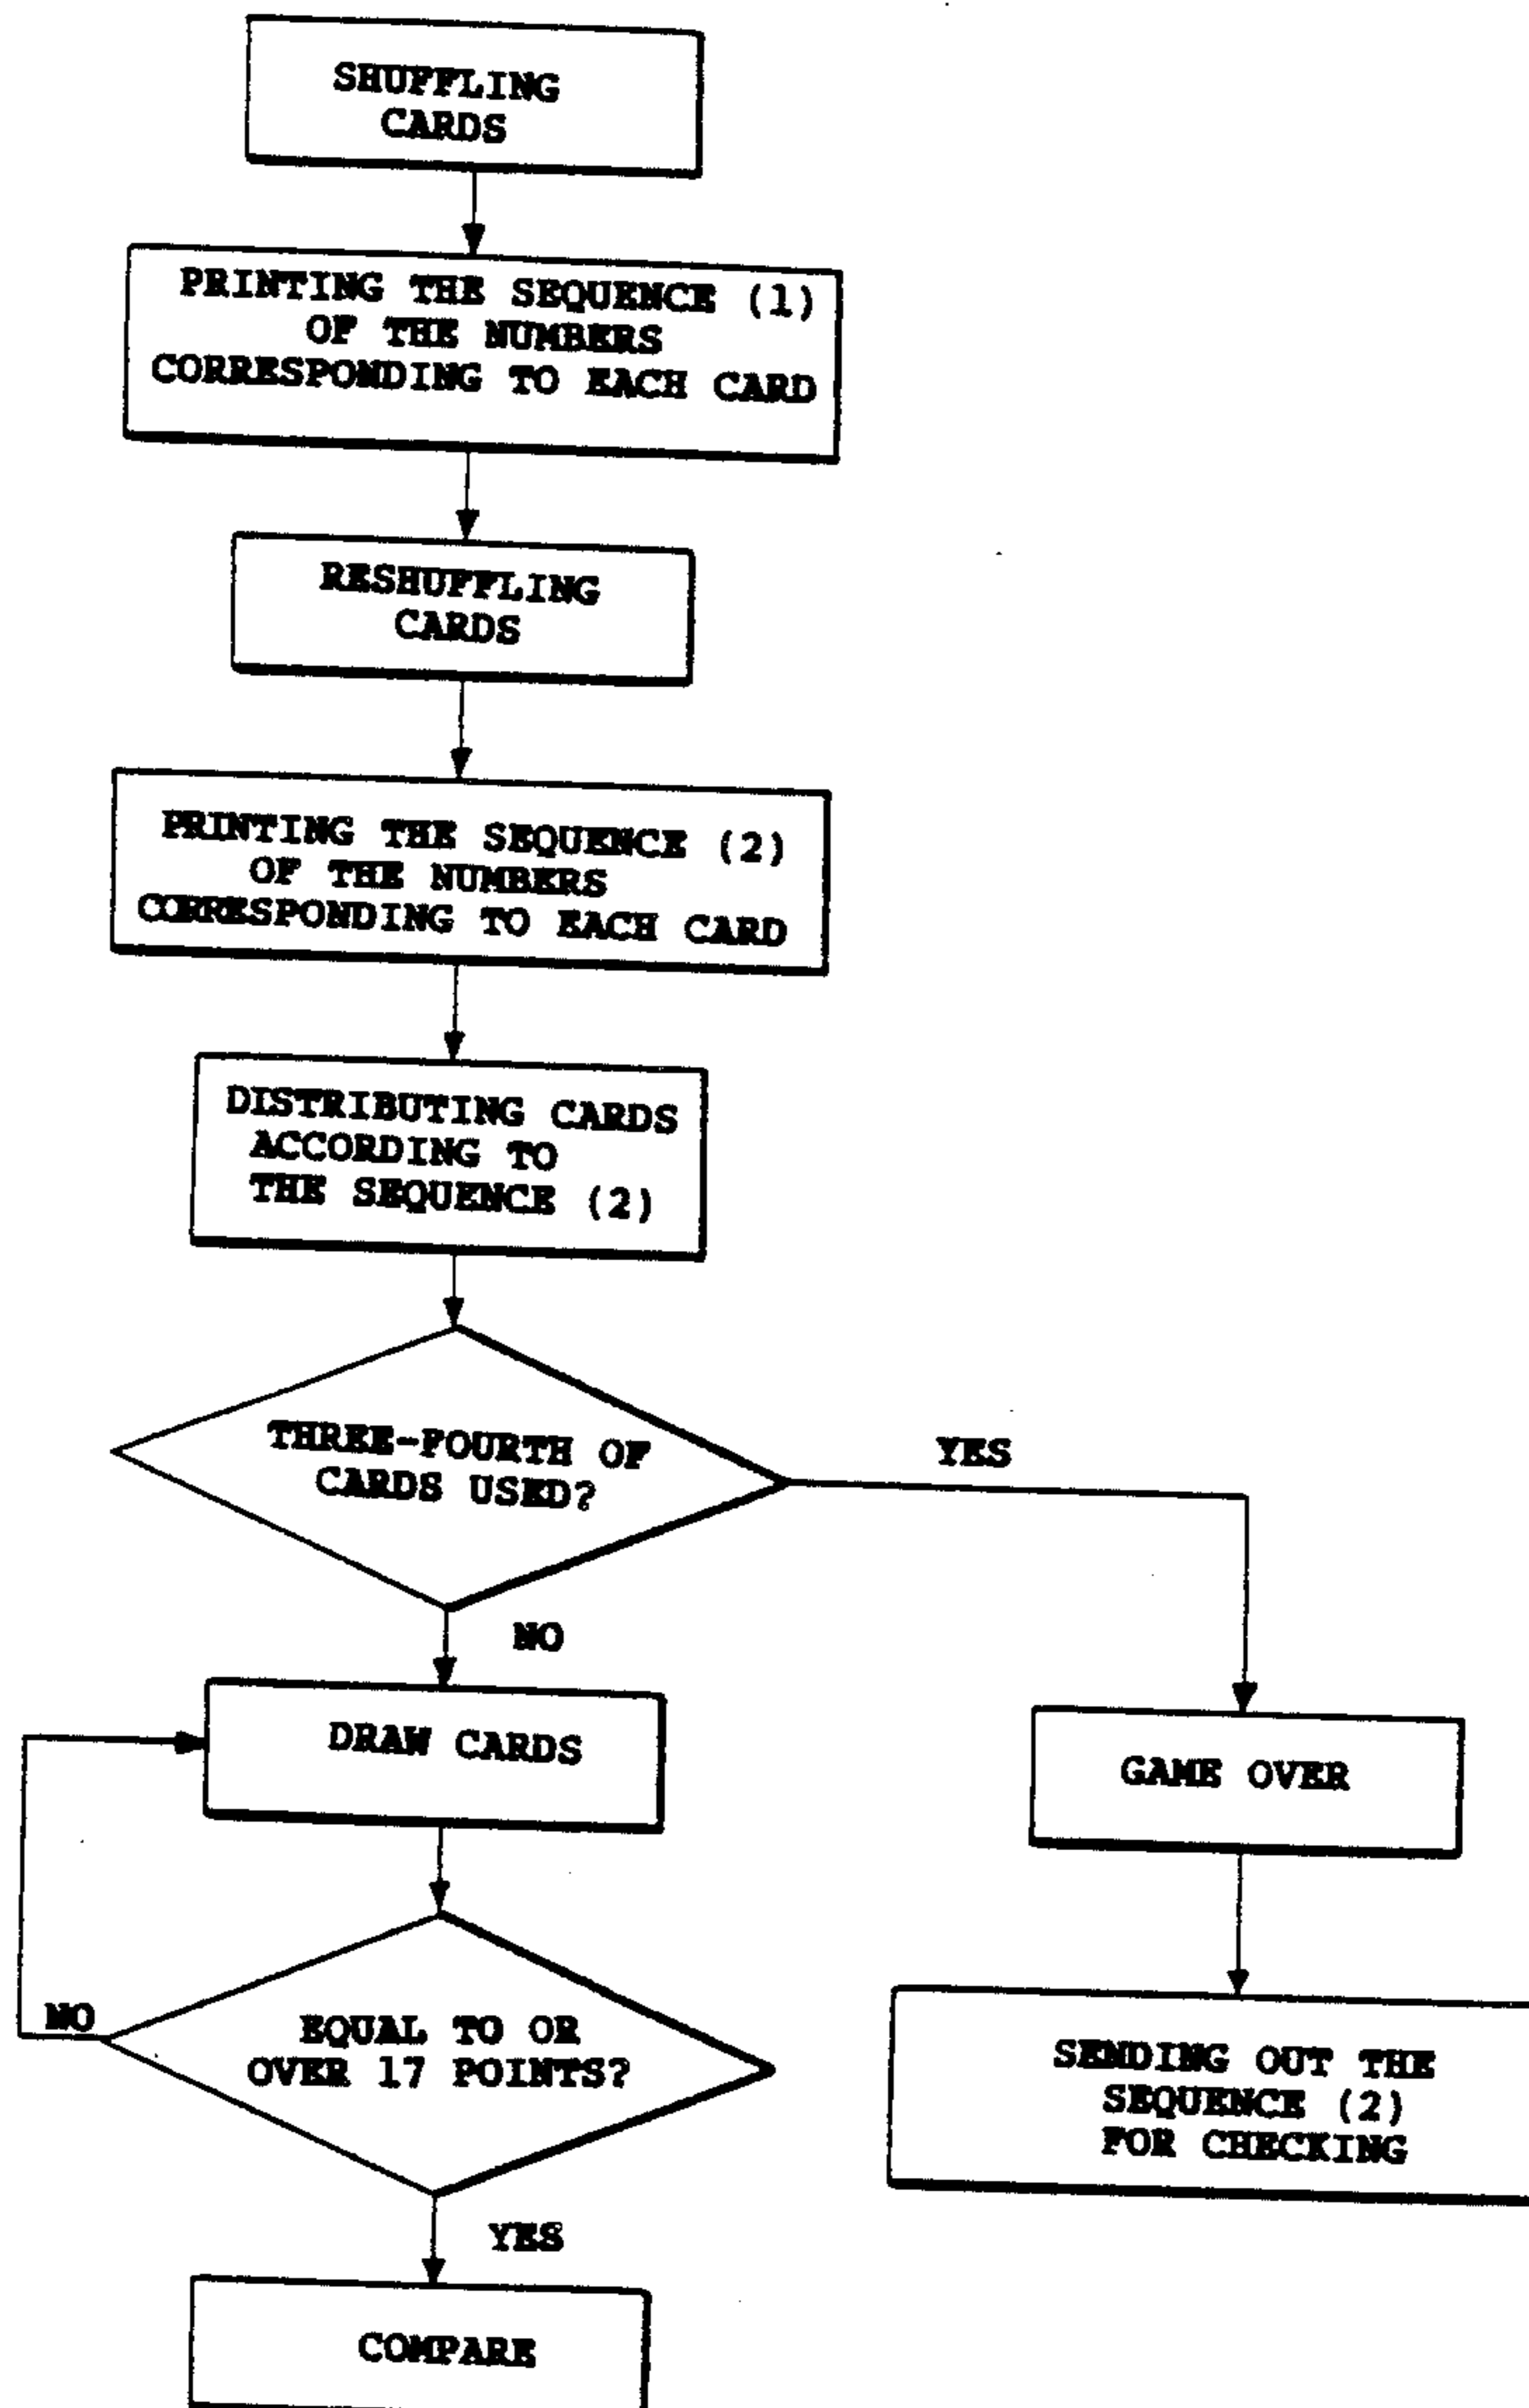 SHUFFLING
CARDS
PRINTING THE SEQUENCE (1)
OF THE NUMBERS
CORRESPONDING TO EACH CARD
RESHUFFLING
CARDS
PRINTING THE SEQUENCE (2)
OF THE NUMBERS
CORRESPONDING TO EACH CARD
DISTRIBUTING CARDS
ACCORDING TO
THE SEQUENCE (2)
THREE-FOURTH OF
CARDS USED?
YES
NO
DRAW CARDS
GAME OVER
NO
EQUAL TO OR
OVER 17 POINTS?
SENDING OUT THE
SEQUENCE (2)
FOR CHECKING
YES
COMPARE